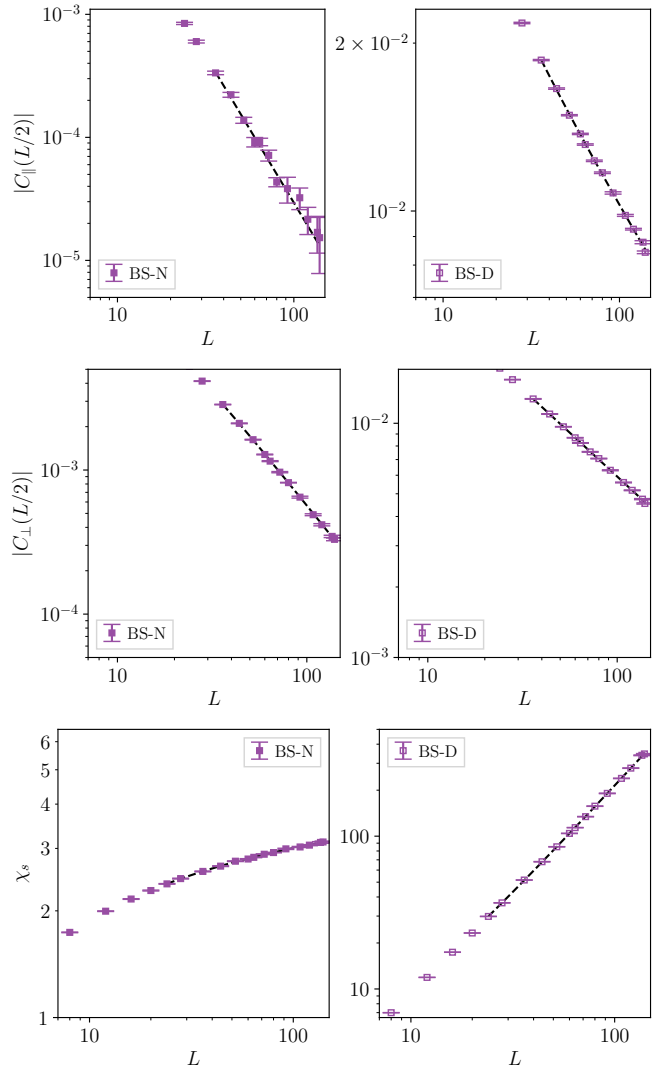 10^{-3}
10^{-4}
10^{-5}
|C_∥(L/2)|
BS-N
10
100
L
2 × 10^{-2}
10^{-2}
BS-D
100
10
L
10^{-3}
10^{-4}
|C_⊥(L/2)|
BS-N
10
100
L
10^{-2}
10^{-3}
BS-D
10
100
L
6
5
4
3
2
1
χ_s
BS-N
10
100
L
100
10
BS-D
10
100
L